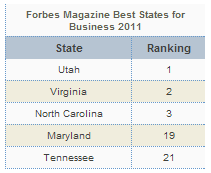 Forbes Magazine Best States for
Business 2011
State Ranking
Utah 1
Virginia 2
North Carolina 3
Maryland 19
Tennessee 21